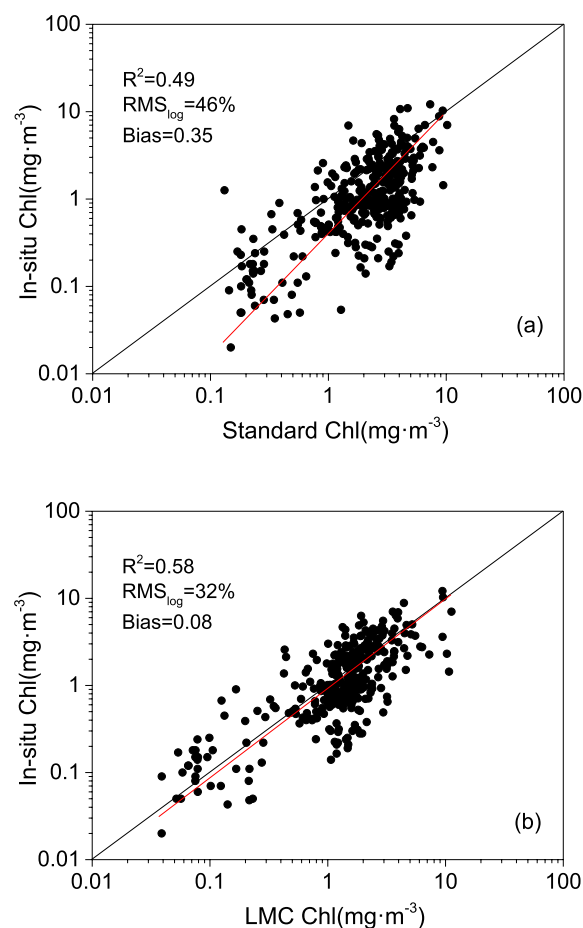 100
10
1
0.1
0.01
In-situ Chl(mg·m⁻³)
R²=0.49
RMS_log=46%
Bias=0.35
(a)
0.01 0.1 1 10 100
Standard Chl(mg·m⁻³)
100
10
1
0.1
0.01
In-situ Chl(mg·m⁻³)
R²=0.58
RMS_log=32%
Bias=0.08
(b)
0.01 0.1 1 10 100
LMC Chl(mg·m⁻³)